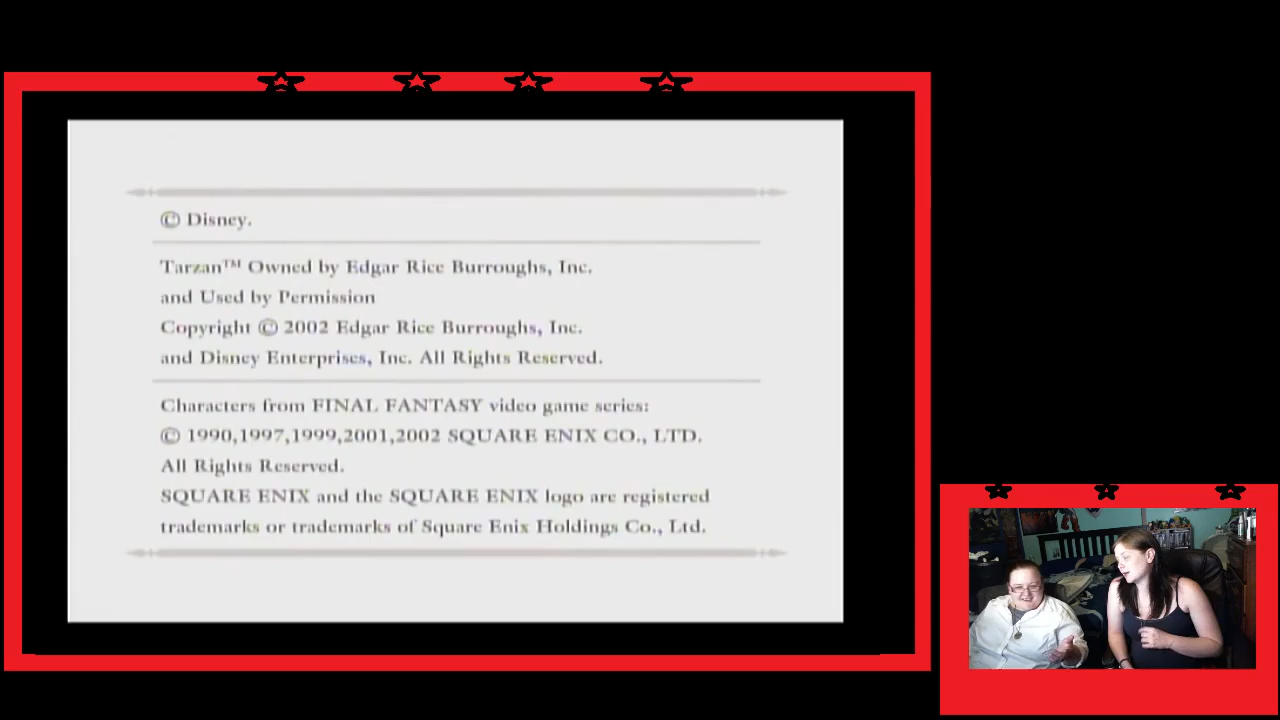 © Disney.
Tarzan™ Owned by Edgar Rice Burroughs, Inc.
and Used by Permission
Copyright © 2002 Edgar Rice Burroughs, Inc.
and Disney Enterprises, Inc. All Rights Reserved.
Characters from FINAL FANTASY video game series:
© 1990,1997,1999,2001,2002 SQUARE ENIX CO., LTD.
All Rights Reserved.
SQUARE ENIX and the SQUARE ENIX logo are registered
trademarks or trademarks of Square Enix Holdings Co., Ltd.